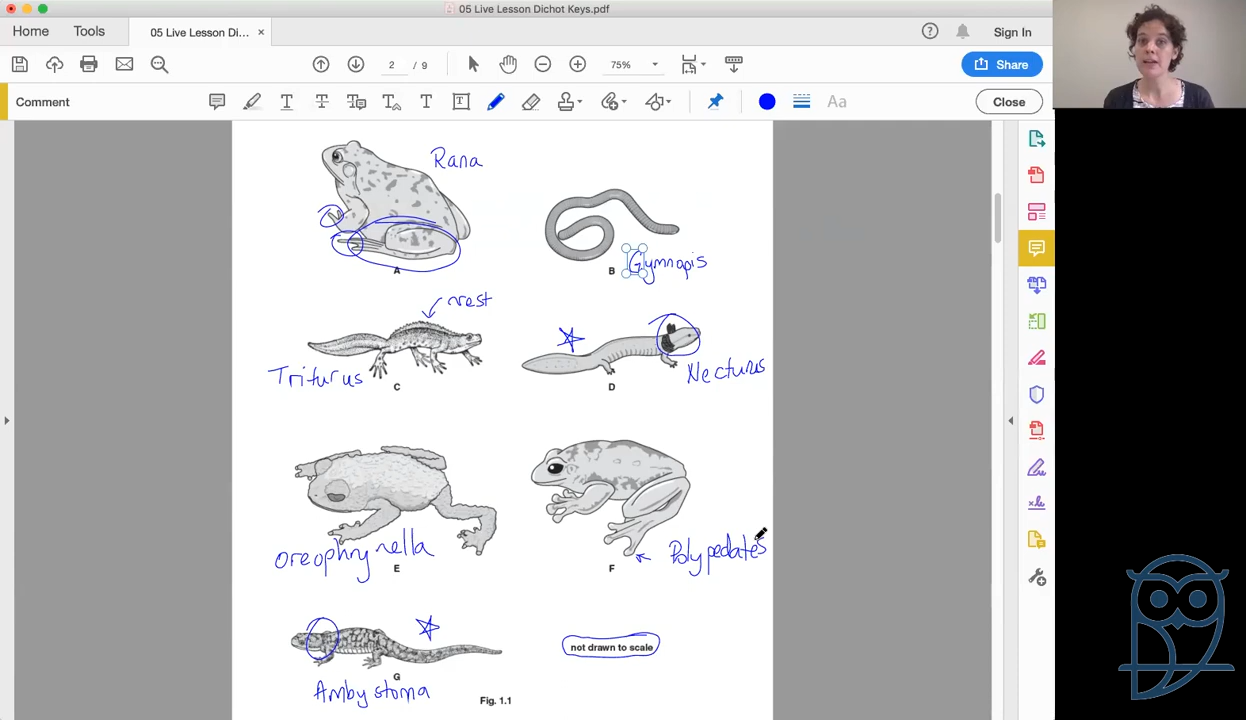 05 Live Lesson Dichot Keys.pdf
Home
Tools
05 Live Lesson Di...
×
?
Sign In
2 / 9
75%
Share
Comment
Aa
Close
Rana
A
B
Gymnopis
crest
Triturus
C
D
Necturus
Oreophrynella
E
F
Polypedates
not drawn to scale
G
Ambystoma
Fig. 1.1